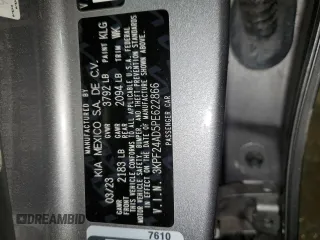 MANUFACTURED BY
KIA MEXICO S.A. DE C.V.
PAINT KLG
03/23
GVWR 3792 LB
TRIM WK
GAWR FRONT 2183 LB
GAWR REAR 2094 LB
THIS VEHICLE CONFORMS TO ALL APPLICABLE U.S.A. FEDERAL
MOTOR VEHICLE SAFETY, BUMPER, AND THEFT PREVENTION STANDARDS
IN EFFECT ON THE DATE OF MANUFACTURE SHOWN ABOVE.
V.I.N. 3KPF24AD5PE622866
PASSENGER CAR
7610
DREAMBID